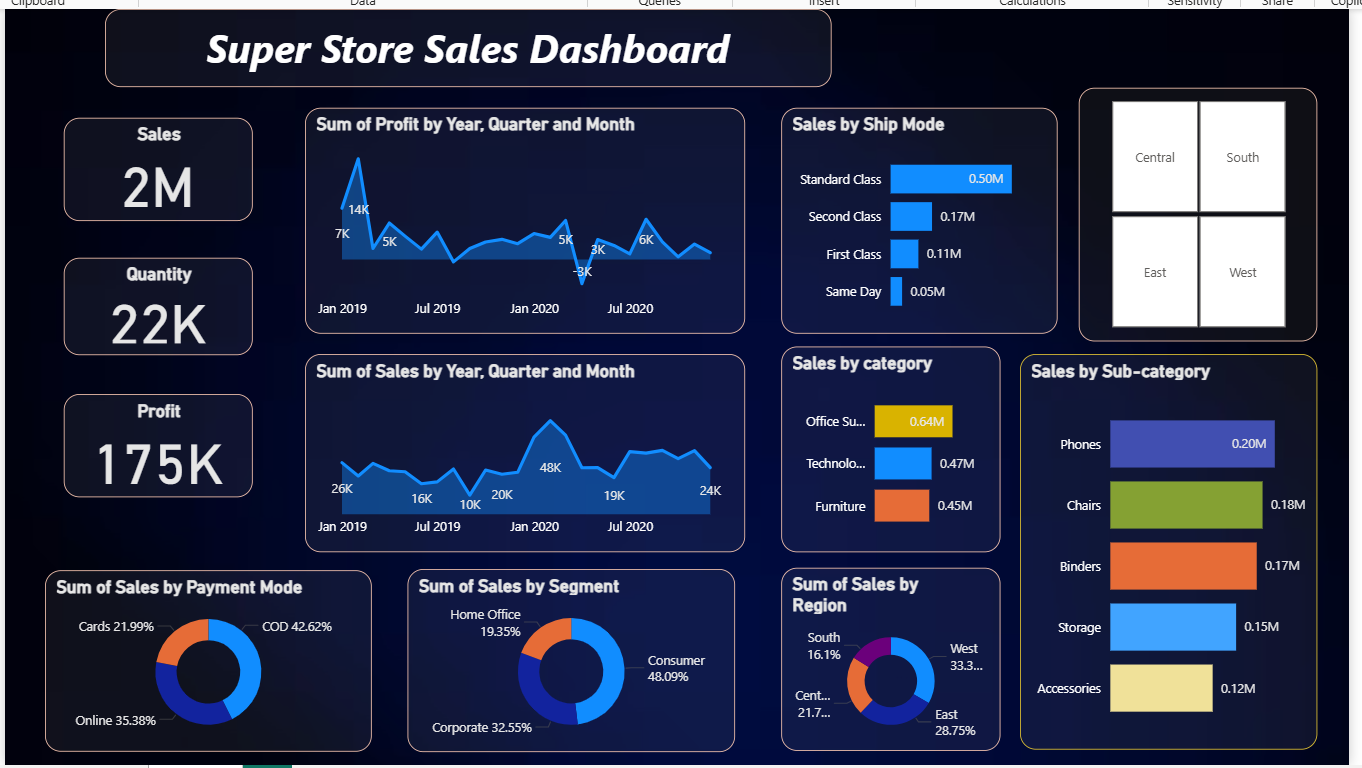 Clipboard
Data
Queries
Insert
Calculations
Sensitivity
Share
Super Store Sales Dashboard
Sales
2M
Quantity
22K
Profit
175K
Sum of Profit by Year, Quarter and Month
14K
7K
5K
5K
-3K
3K
6K
Jan 2019
Jul 2019
Jan 2020
Jul 2020
Sum of Sales by Year, Quarter and Month
26K
16K
10K
20K
48K
19K
24K
Jan 2019
Jul 2019
Jan 2020
Jul 2020
Sales by Ship Mode
Standard Class 0.50M
Second Class 0.17M
First Class 0.11M
Same Day 0.05M
Central
South
East
West
Sales by category
Office Su... 0.64M
Technolo... 0.47M
Furniture 0.45M
Sales by Sub-category
Phones 0.20M
Chairs 0.18M
Binders 0.17M
Storage 0.15M
Accessories 0.12M
Sum of Sales by Payment Mode
Cards 21.99%
COD 42.62%
Online 35.38%
Sum of Sales by Segment
Home Office
19.35%
Consumer
48.09%
Corporate 32.55%
Sum of Sales by
Region
South
16.1%
West
33.3...
Cent...
21.7...
East
28.75%